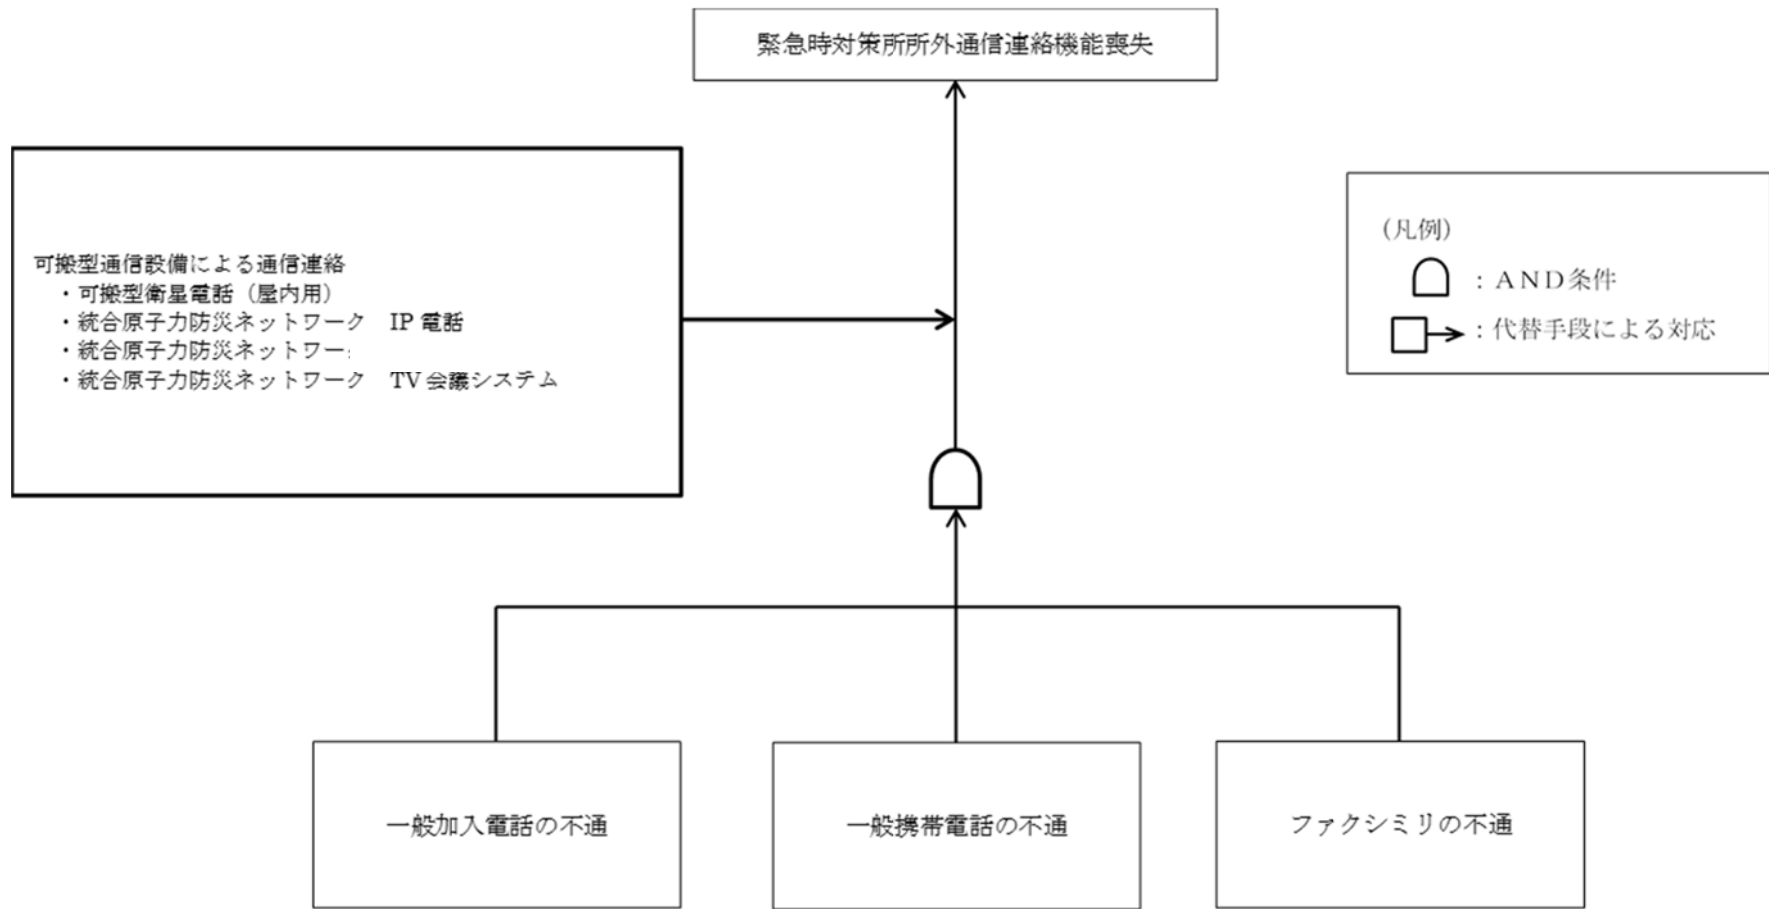 緊急時対策所所外通信連絡機能喪失
可搬型通信設備による通信連絡
・可搬型衛星電話（屋内用）
・統合原子力防災ネットワーク　IP 電話
・統合原子力防災ネットワー
・統合原子力防災ネットワーク　TV 会議システム
（凡例）
：ＡＮＤ条件
：代替手段による対応
一般加入電話の不通
一般携帯電話の不通
ファクシミリの不通